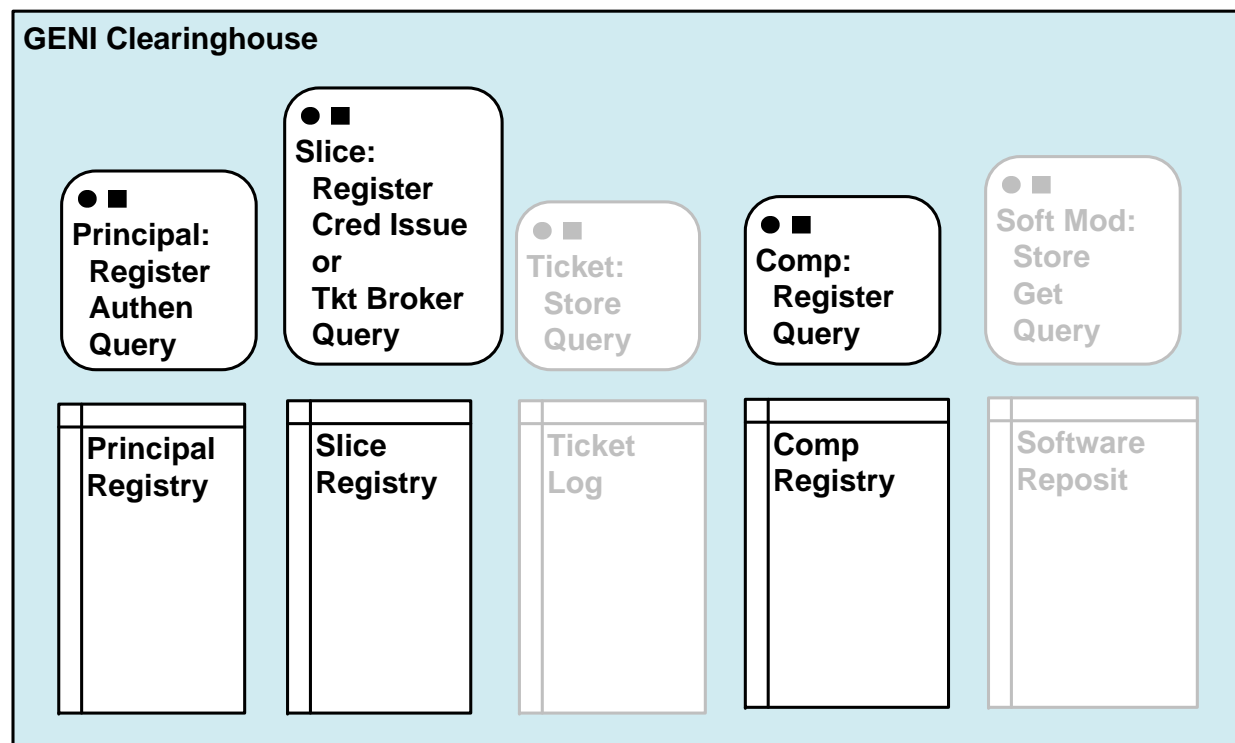 GENI Clearinghouse
Principal:
Register
Authen
Query
Slice:
Register
Cred Issue
or
Tkt Broker
Query
Ticket:
Store
Query
Comp:
Register
Query
Soft Mod:
Store
Get
Query
Principal
Registry
Slice
Registry
Ticket
Log
Comp
Registry
Software
Reposit